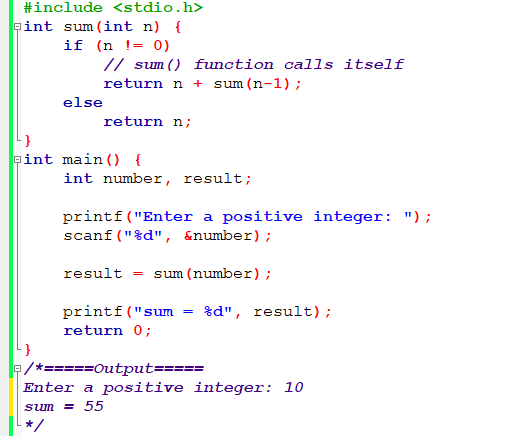 #include <stdio.h>
int sum(int n) {
    if (n != 0)
        // sum() function calls itself
        return n + sum(n-1);
    else
        return n;
}
int main() {
    int number, result;

    printf("Enter a positive integer: ");
    scanf("%d", &number);

    result = sum(number);

    printf("sum = %d", result);
    return 0;
}
/*=====Output=====
Enter a positive integer: 10
sum = 55
*/